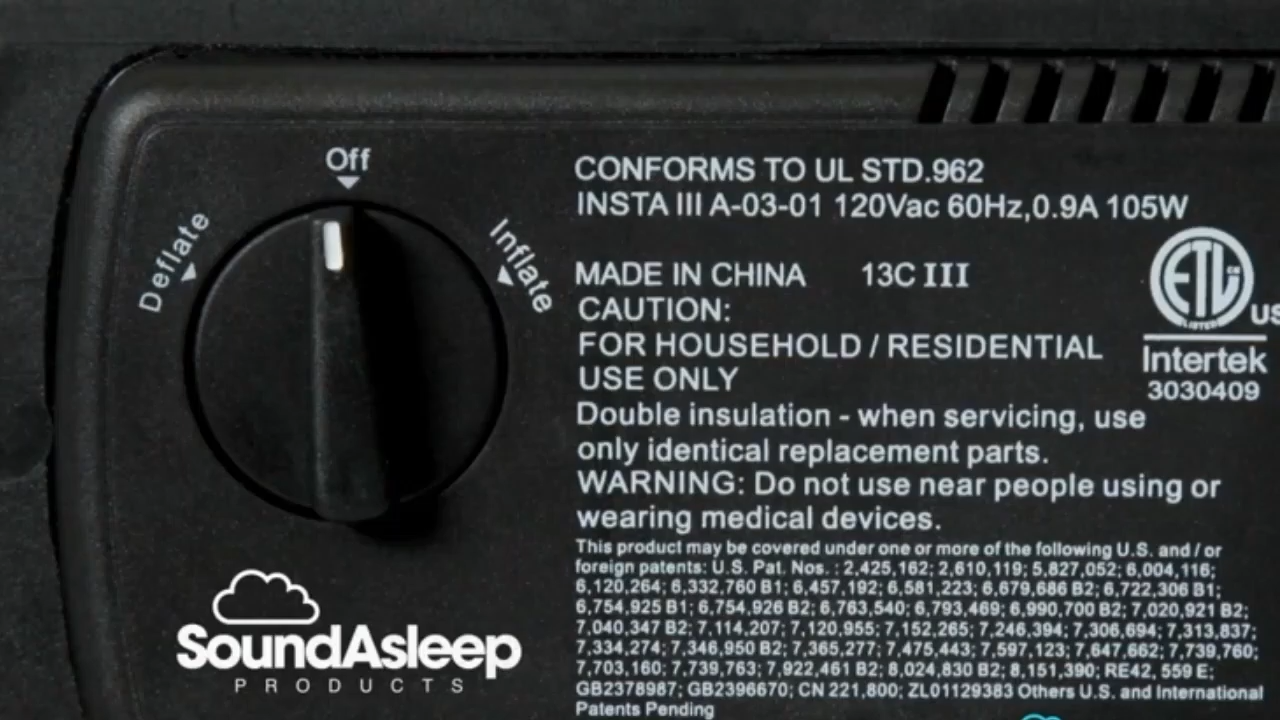 Off
Deflate
Inflate
CONFORMS TO UL STD.962
INSTA III A-03-01 120Vac 60Hz,0.9A 105W
MADE IN CHINA 13C III
CAUTION:
FOR HOUSEHOLD / RESIDENTIAL
USE ONLY
Double insulation - when servicing, use
only identical replacement parts.
WARNING: Do not use near people using or
wearing medical devices.
This product may be covered under one or more of the following U.S. and / or
foreign patents: U.S. Pat. Nos. : 2,425,162; 2,610,119; 5,827,052; 6,004,116;
6,120,264; 6,332,760 B1; 6,457,192; 6,581,223; 6,679,686 B2; 6,722,306 B1;
6,754,925 B1; 6,754,926 B2; 6,763,540; 6,793,469; 6,990,700 B2; 7,020,921 B2;
7,040,347 B2; 7,114,207; 7,120,955; 7,152,265; 7,246,394; 7,306,694; 7,313,837;
7,334,274; 7,346,950 B2; 7,365,277; 7,475,443; 7,597,123; 7,647,662; 7,739,760;
7,703,160; 7,739,763; 7,922,461 B2; 8,024,830 B2; 8,151,390; RE42, 559 E;
GB2378987; GB2396670; CN 221,800; ZL01129383 Others U.S. and International
Patents Pending
ETL
CM
LISTED
US
Intertek
3030409
SoundAsleep
PRODUCTS